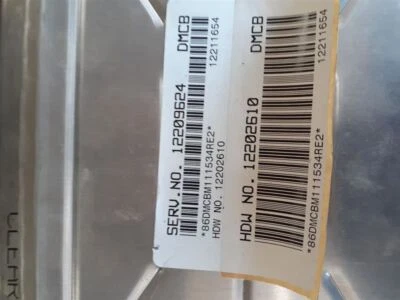 SERV.NO. 12209624 DMCB
*86DMCBM111534RE2*
HDW NO. 12202610 12211654
HDW NO. 12202610 DMCB
*86DMCBM111534RE2* 12211654